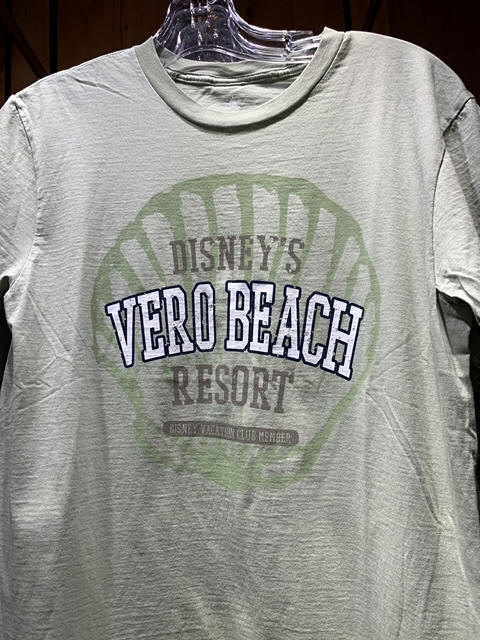 DISNEY'S
VERO BEACH
RESORT
DISNEY VACATION CLUB MEMBER